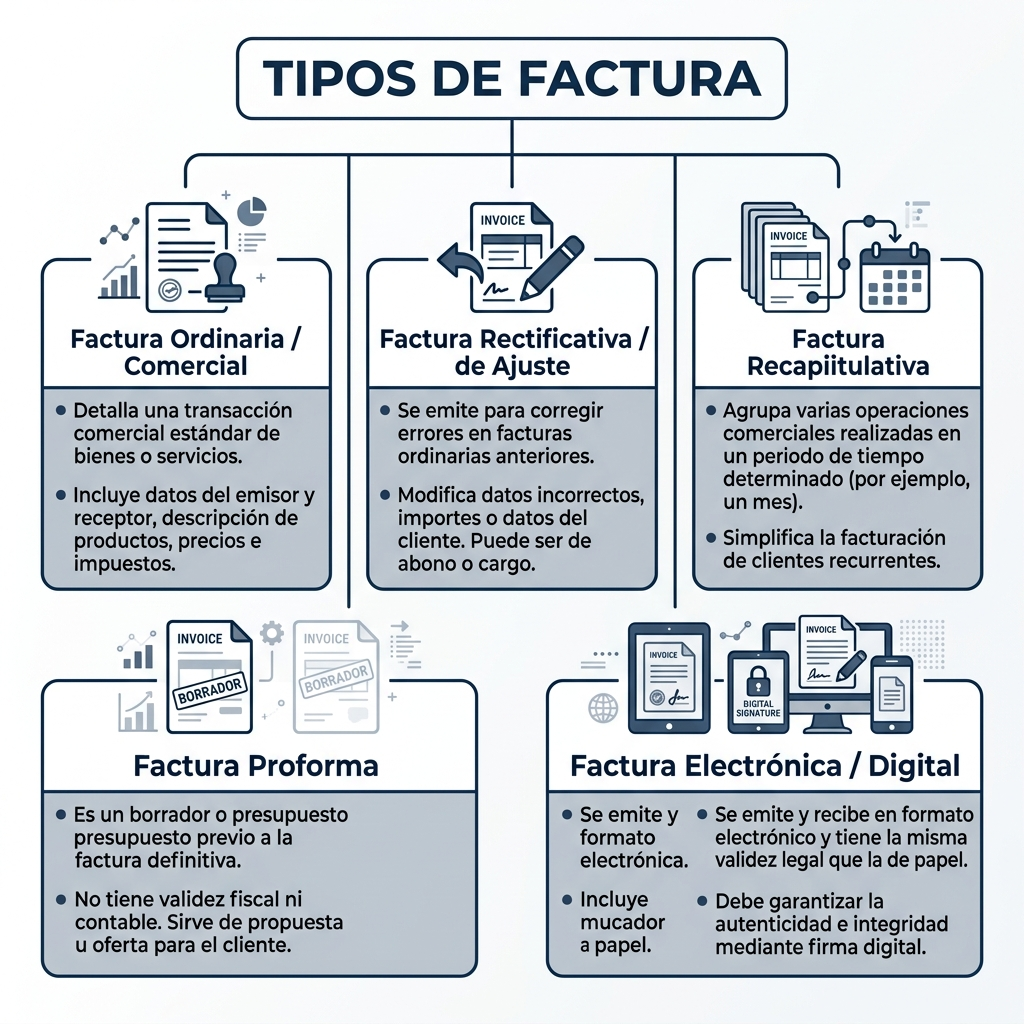 TIPOS DE FACTURA
INVOICE
INVOICE
Factura Ordinaria /
Comercial
• Detalla una transacción
comercial estándar de
bienes o servicios.
• Incluye datos del emisor y
receptor, descripción de
productos, precios e
impuestos.
Factura Rectificativa /
de Ajuste
• Se emite para corregir
errores en facturas
ordinarias anteriores.
• Modifica datos incorrectos,
importes o datos del
cliente. Puede ser de
abono o cargo.
Factura
Recapiitulativa
• Agrupa varias operaciones
comerciales realizadas en
un periodo de tiempo
determinado (por ejemplo,
un mes).
• Simplifica la facturación
de clientes recurrentes.
INVOICE
BORRADOR
INVOICE
BORRADOR
Factura Proforma
• Es un borrador o presupuesto
presupuesto previo a la
factura definitiva.
• No tiene validez fiscal ni
contable. Sirve de propuesta
u oferta para el cliente.
INVOICE
BIGITAL
SIGNATURE
INVOICE
Factura Electrónica / Digital
• Se emite y
formato
electrónica.
• Incluye
mucador
a papel.
• Se emite y recibe en formato
electrónico y tiene la misma
validez legal que la de papel.
• Debe garantizar la
autenticidad e integridad
mediante firma digital.